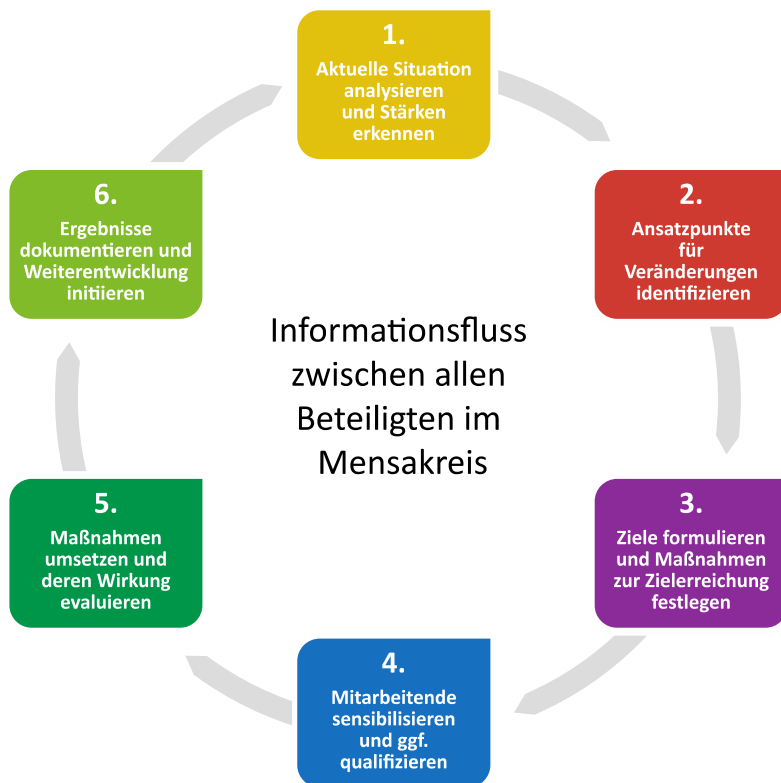 1.
Aktuelle Situation
analysieren
und Stärken
erkennen
2.
Ansatzpunkte
für
Veränderungen
identifizieren
3.
Ziele formulieren
und Maßnahmen
zur Zielerreichung
festlegen
4.
Mitarbeitende
sensibilisieren
und ggf.
qualifizieren
5.
Maßnahmen
umsetzen und
deren Wirkung
evaluieren
6.
Ergebnisse
dokumentieren und
Weiterentwicklung
initiieren
Informationsfluss
zwischen allen
Beteiligten im
Mensakreis